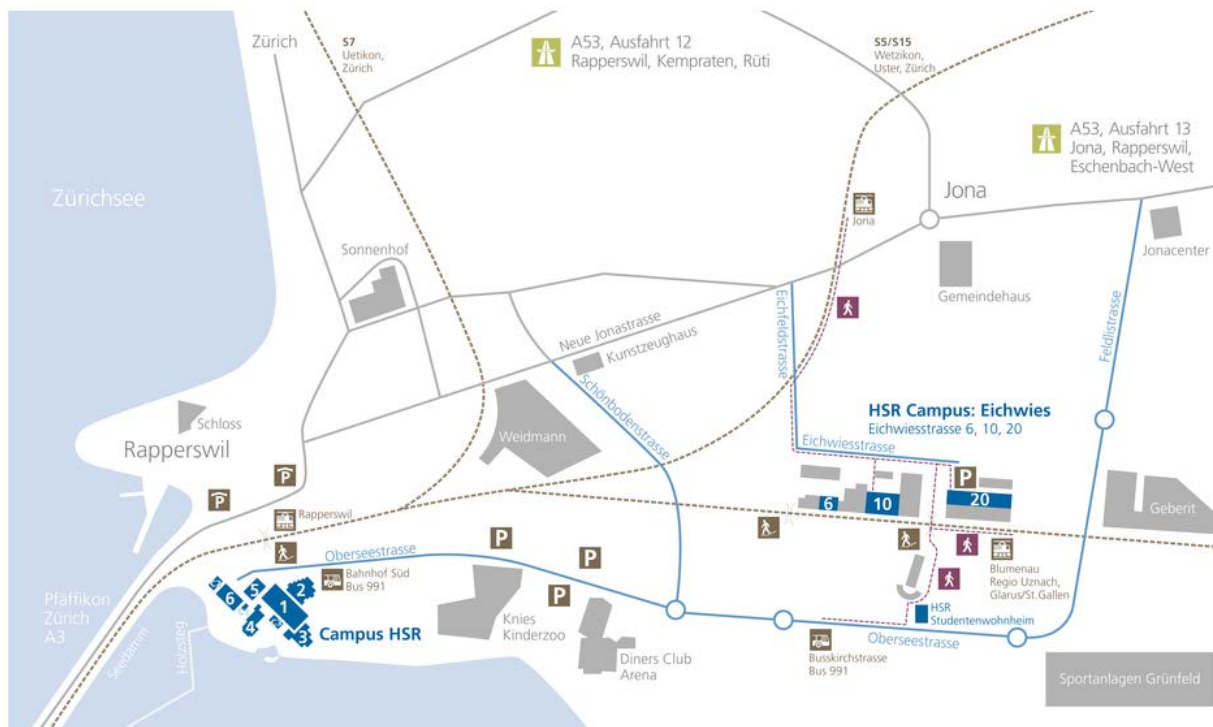 Zürich
S7
Uetikon,
Zürich
A53, Ausfahrt 12
Rapperswil, Kempraten, Rüti
S5/S15
Wetzikon,
Uster, Zürich
A53, Ausfahrt 13
Jona, Rapperswil,
Eschenbach-West
Zürichsee
Jona
Jona
Jonacenter
Sonnenhof
Gemeindehaus
Neue Jonastrasse
Kunstzeughaus
Eichfeldstrasse
Feldlistrasse
Schönbodenstrasse
Schloss
Rapperswil
Weidmann
HSR Campus: Eichwies
Eichwiesstrasse 6, 10, 20
Eichwiesstrasse
P
P
P
6
10
20
Geberit
Rapperswil
P
P
Oberseestrasse
Bahnhof Süd
Bus 991
Blumenau
Regio Uznach,
Glarus/St.Gallen
6
5
2
1
4
3
Campus HSR
Knies
Kinderzoo
Diners Club
Arena
HSR
Studentenwohnheim
Oberseestrasse
Busskirchstrasse
Bus 991
Pfäffikon
Zürich
A3
Seedamm
Holzsteg
Sportanlagen Grünfeld